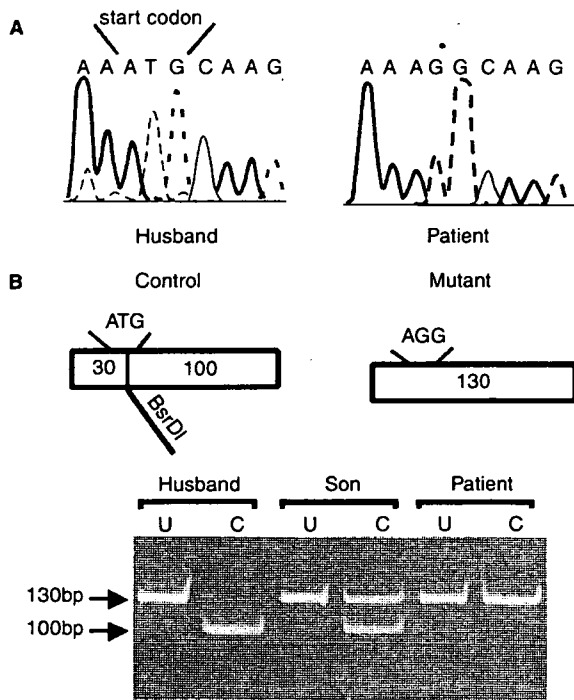 A
start codon
A A A T G C A A G
A A A G G C A A G
Husband
Patient
B
Control
Mutant
ATG
AGG
30
100
130
BsrDI
Husband
Son
Patient
U C U C U C
130bp
100bp